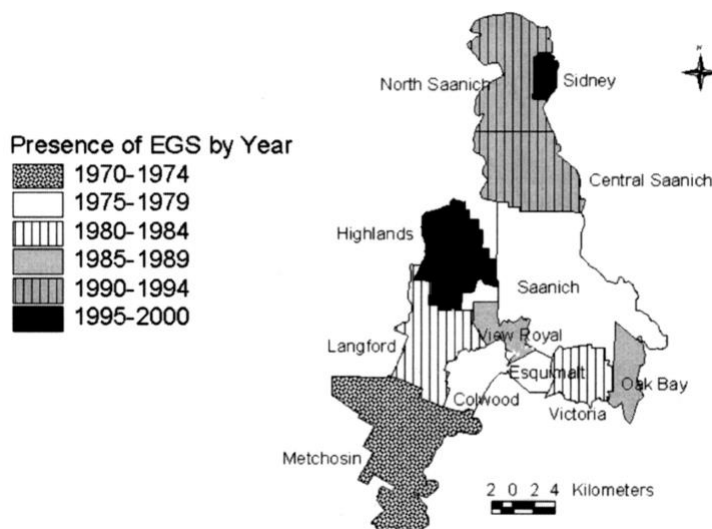 N
North Saanich
Sidney
Presence of EGS by Year
1970-1974
1975-1979
1980-1984
1985-1989
1990-1994
1995-2000
Central Saanich
Highlands
Saanich
View Royal
Langford
Esquimalt
Oak Bay
Colwood
Victoria
Metchosin
2 0 2 4 Kilometers